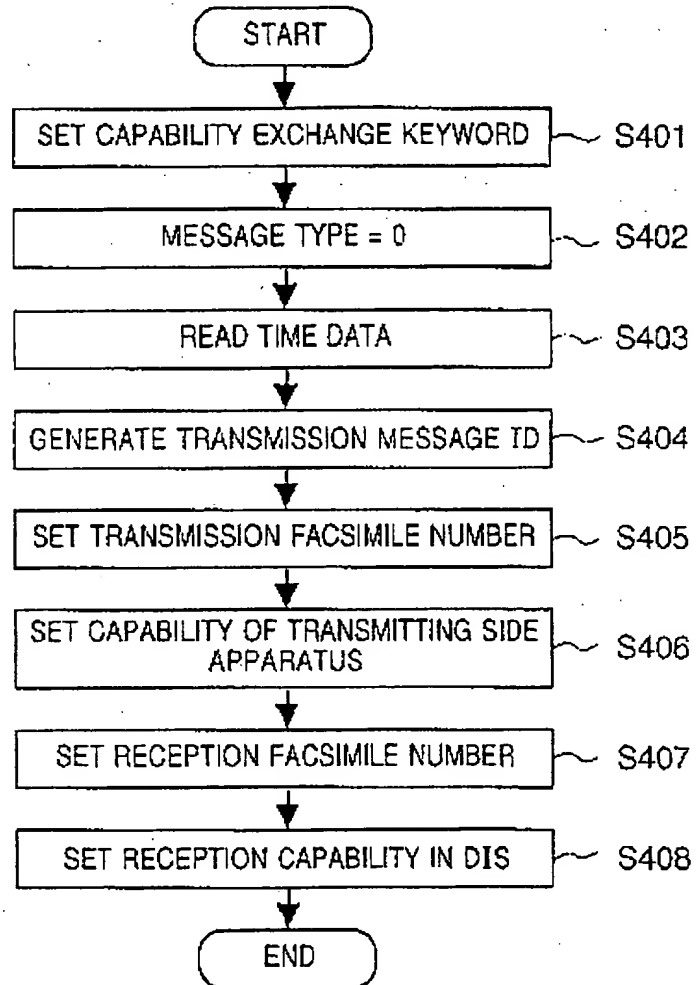 START
SET CAPABILITY EXCHANGE KEYWORD S401
MESSAGE TYPE = 0 S402
READ TIME DATA S403
GENERATE TRANSMISSION MESSAGE ID S404
SET TRANSMISSION FACSIMILE NUMBER S405
SET CAPABILITY OF TRANSMITTING SIDE
APPARATUS S406
SET RECEPTION FACSIMILE NUMBER S407
SET RECEPTION CAPABILITY IN DIS S408
END